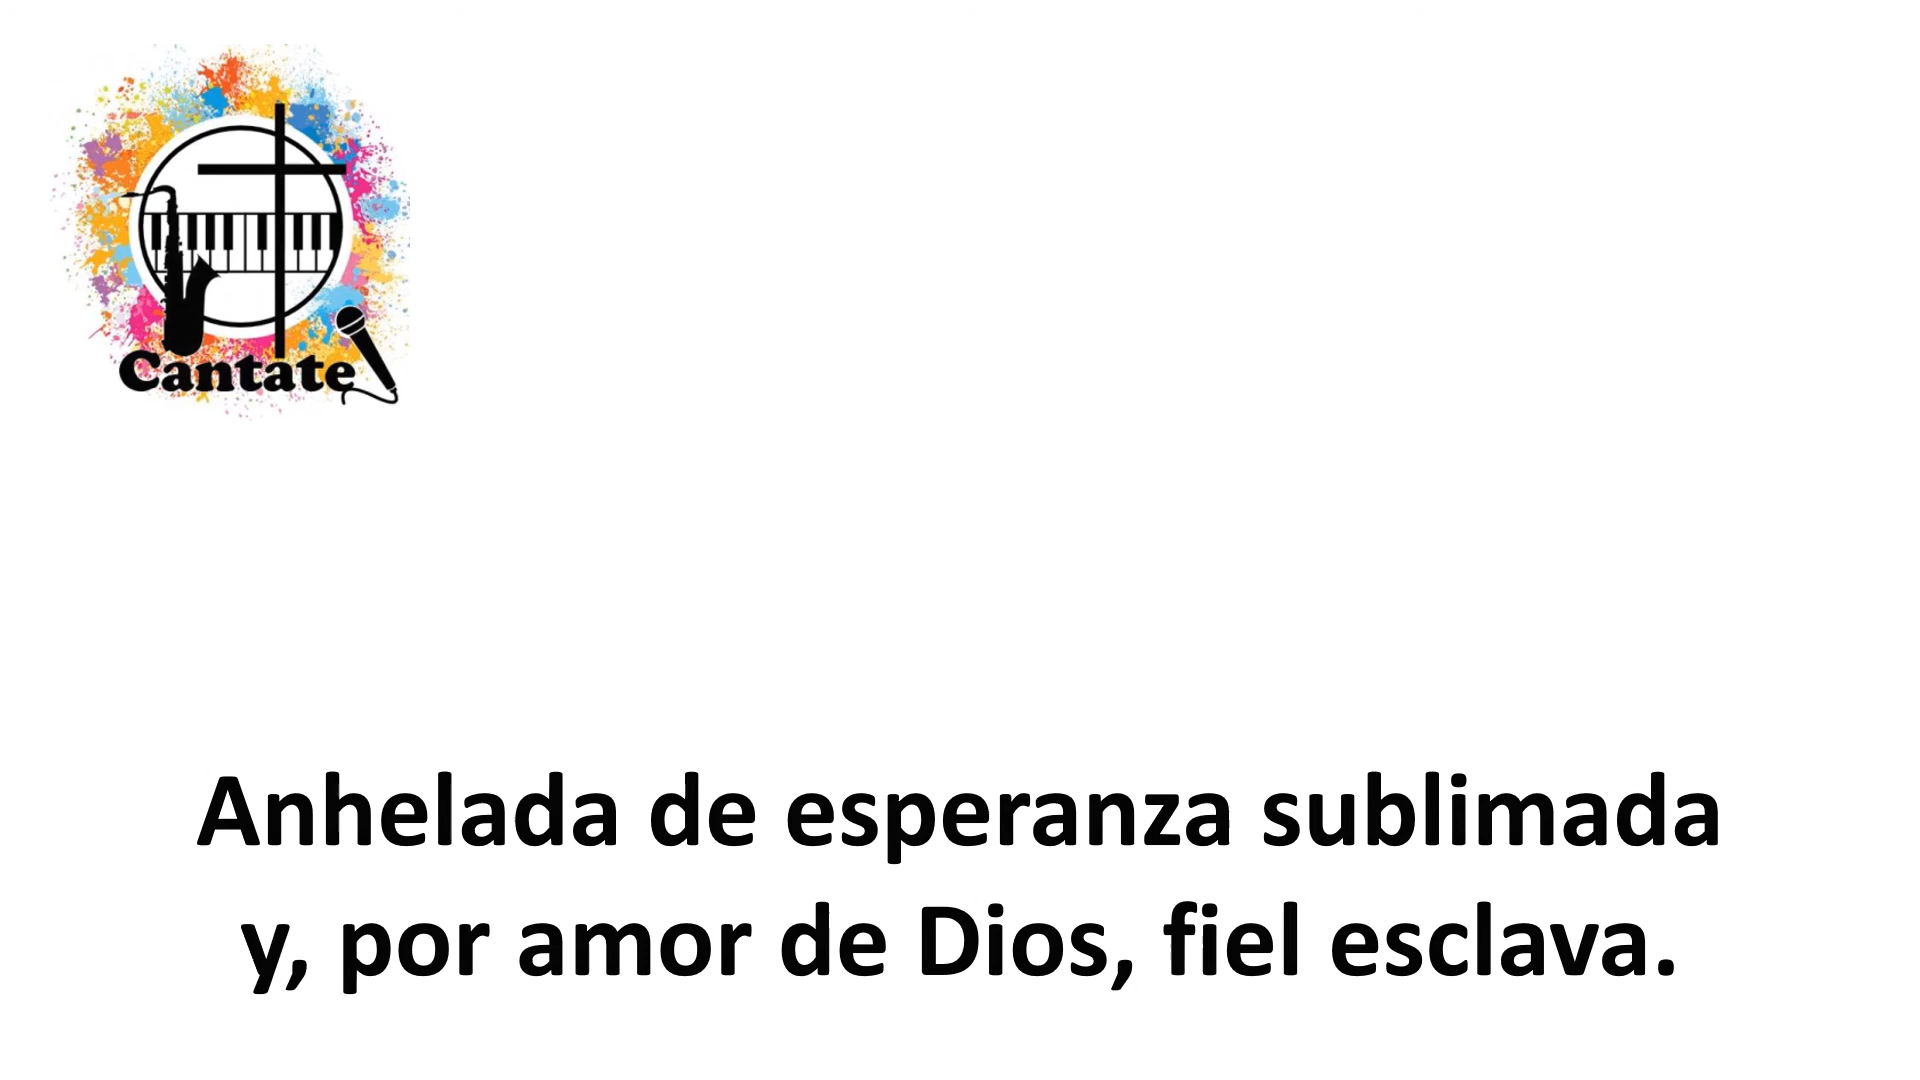 Cantate
Anhelada de esperanza sublimada
y, por amor de Dios, fiel esclava.